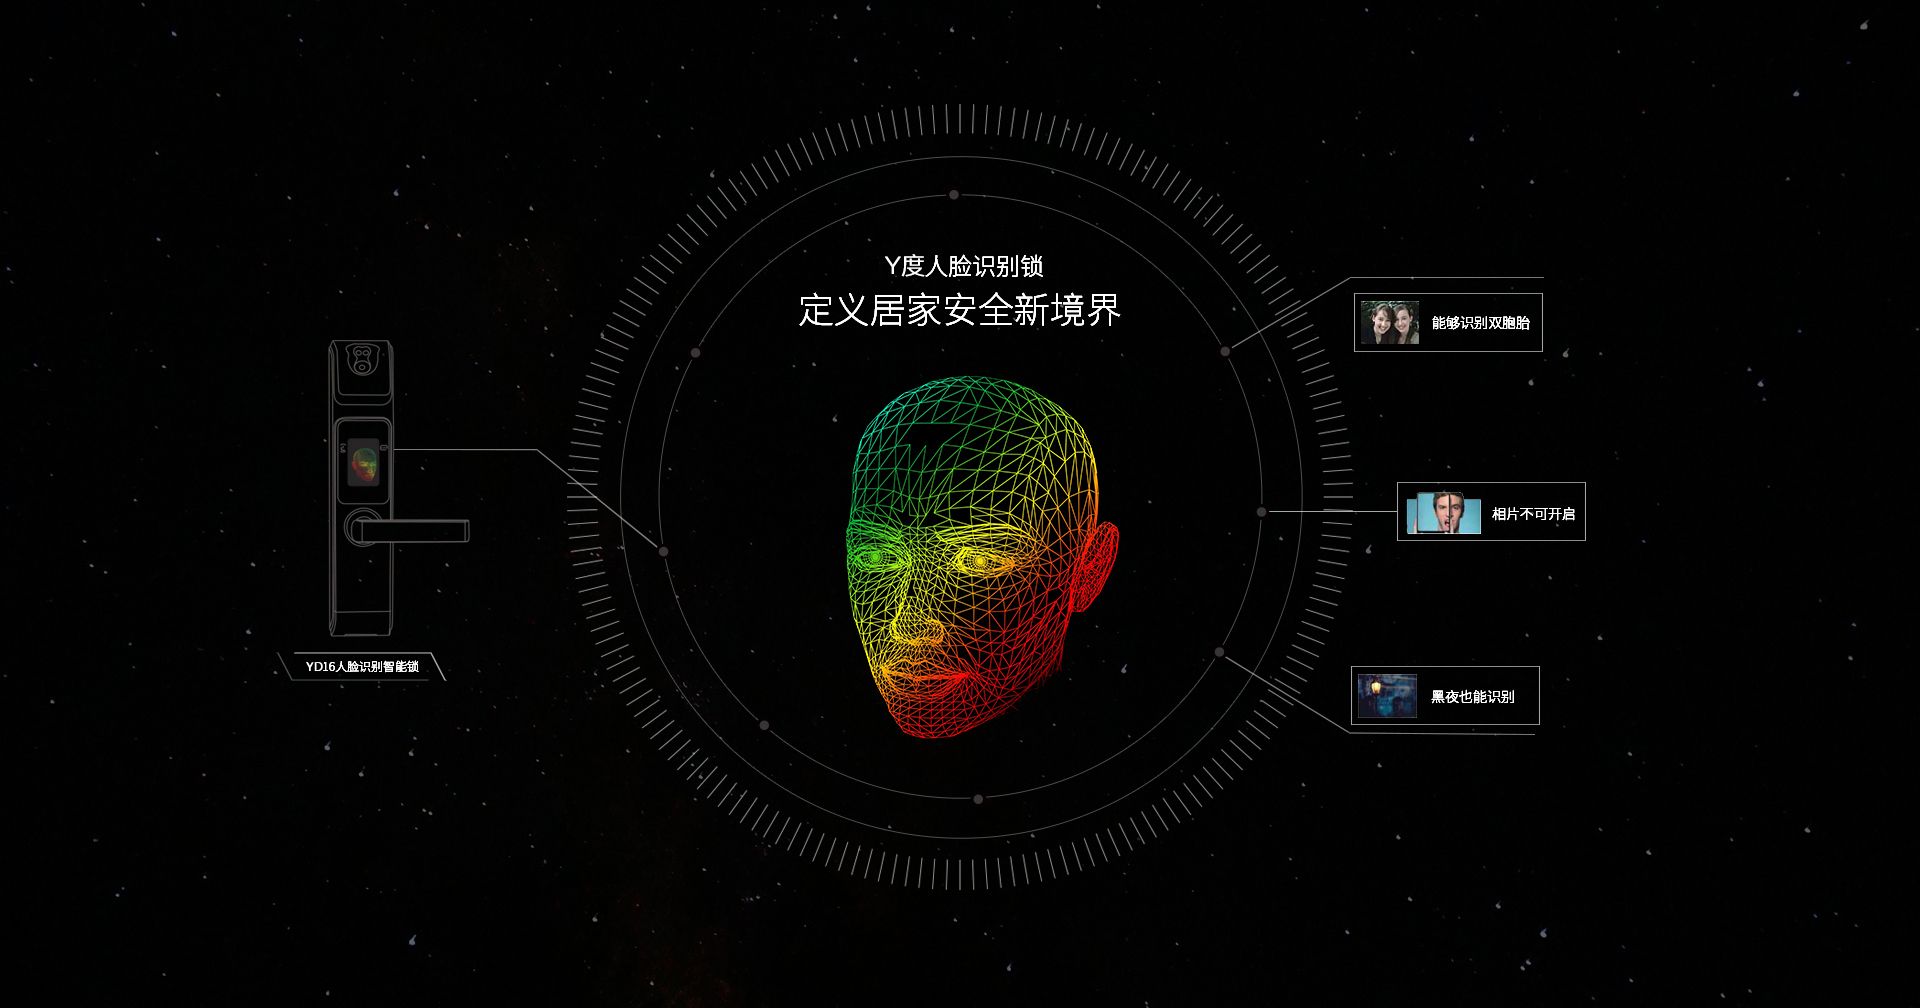 Y度人脸识别锁
定义居家安全新境界
能够识别双胞胎
相片不可开启
YD16人脸识别智能锁
黑夜也能识别